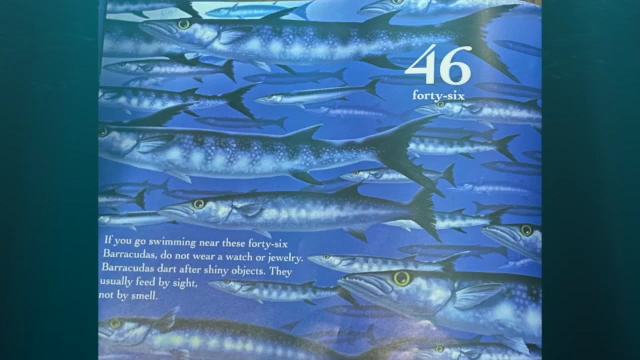 46
forty-six
If you go swimming near these forty-six
Barracudas, do not wear a watch or jewelry.
Barracudas dart after shiny objects. They
usually feed by sight,
not by smell.